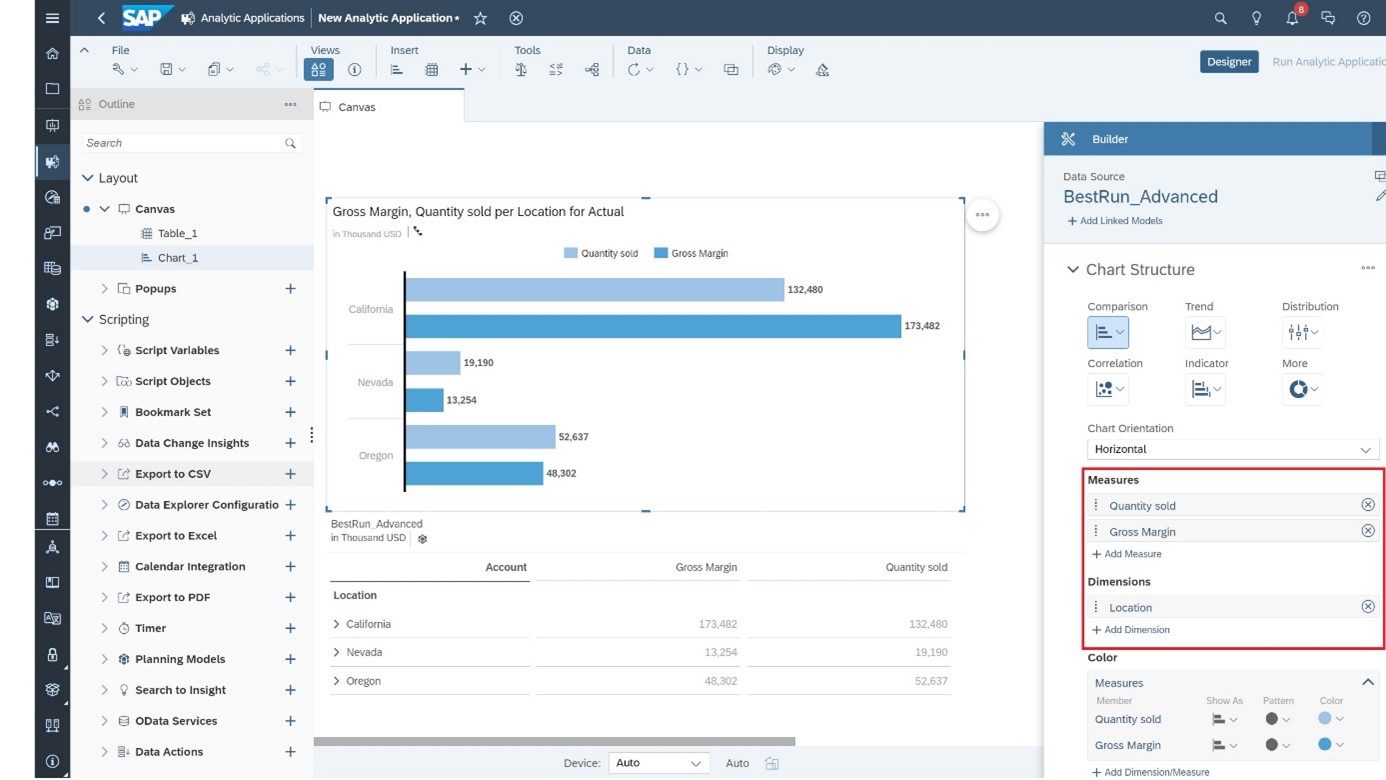 SAP Analytic Applications New Analytic Application * 8
File Views Insert Tools Data Display
Designer Run Analytic Applicatio
Outline
Canvas
Search
Layout
Canvas
Table_1
Chart_1
Popups
Scripting
Script Variables
Script Objects
Bookmark Set
Data Change Insights
Export to CSV
Data Explorer Configuratio
Export to Excel
Calendar Integration
Export to PDF
Timer
Planning Models
Search to Insight
OData Services
Data Actions
Gross Margin, Quantity sold per Location for Actual
in Thousand USD
Quantity sold Gross Margin
California 132,480
173,482
Nevada 19,190
13,254
Oregon 52,637
48,302
BestRun_Advanced
in Thousand USD
Account Gross Margin Quantity sold
Location
California 173,482 132,480
Nevada 13,254 19,190
Oregon 48,302 52,637
Device: Auto Auto
Builder
Data Source
BestRun_Advanced
+ Add Linked Models
Chart Structure
Comparison Trend Distribution
Correlation Indicator More
Chart Orientation
Horizontal
Measures
Quantity sold
Gross Margin
+ Add Measure
Dimensions
Location
+ Add Dimension
Color
Measures
Member Show As Pattern Color
Quantity sold
Gross Margin
+ Add Dimension/Measure